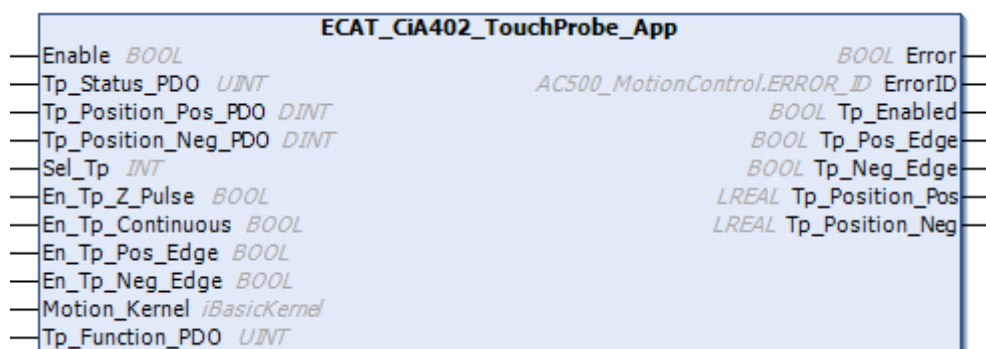 ECAT_CiA402_TouchProbe_App
Enable BOOL BOOL Error
Tp_Status_PDO UINT AC500_MotionControl.ERROR_ID ErrorID
Tp_Position_Pos_PDO DINT BOOL Tp_Enabled
Tp_Position_Neg_PDO DINT BOOL Tp_Pos_Edge
Sel_Tp INT BOOL Tp_Neg_Edge
En_Tp_Z_Pulse BOOL LREAL Tp_Position_Pos
En_Tp_Continuous BOOL LREAL Tp_Position_Neg
En_Tp_Pos_Edge BOOL
En_Tp_Neg_Edge BOOL
Motion_Kernel iBasicKernel
Tp_Function_PDO UINT